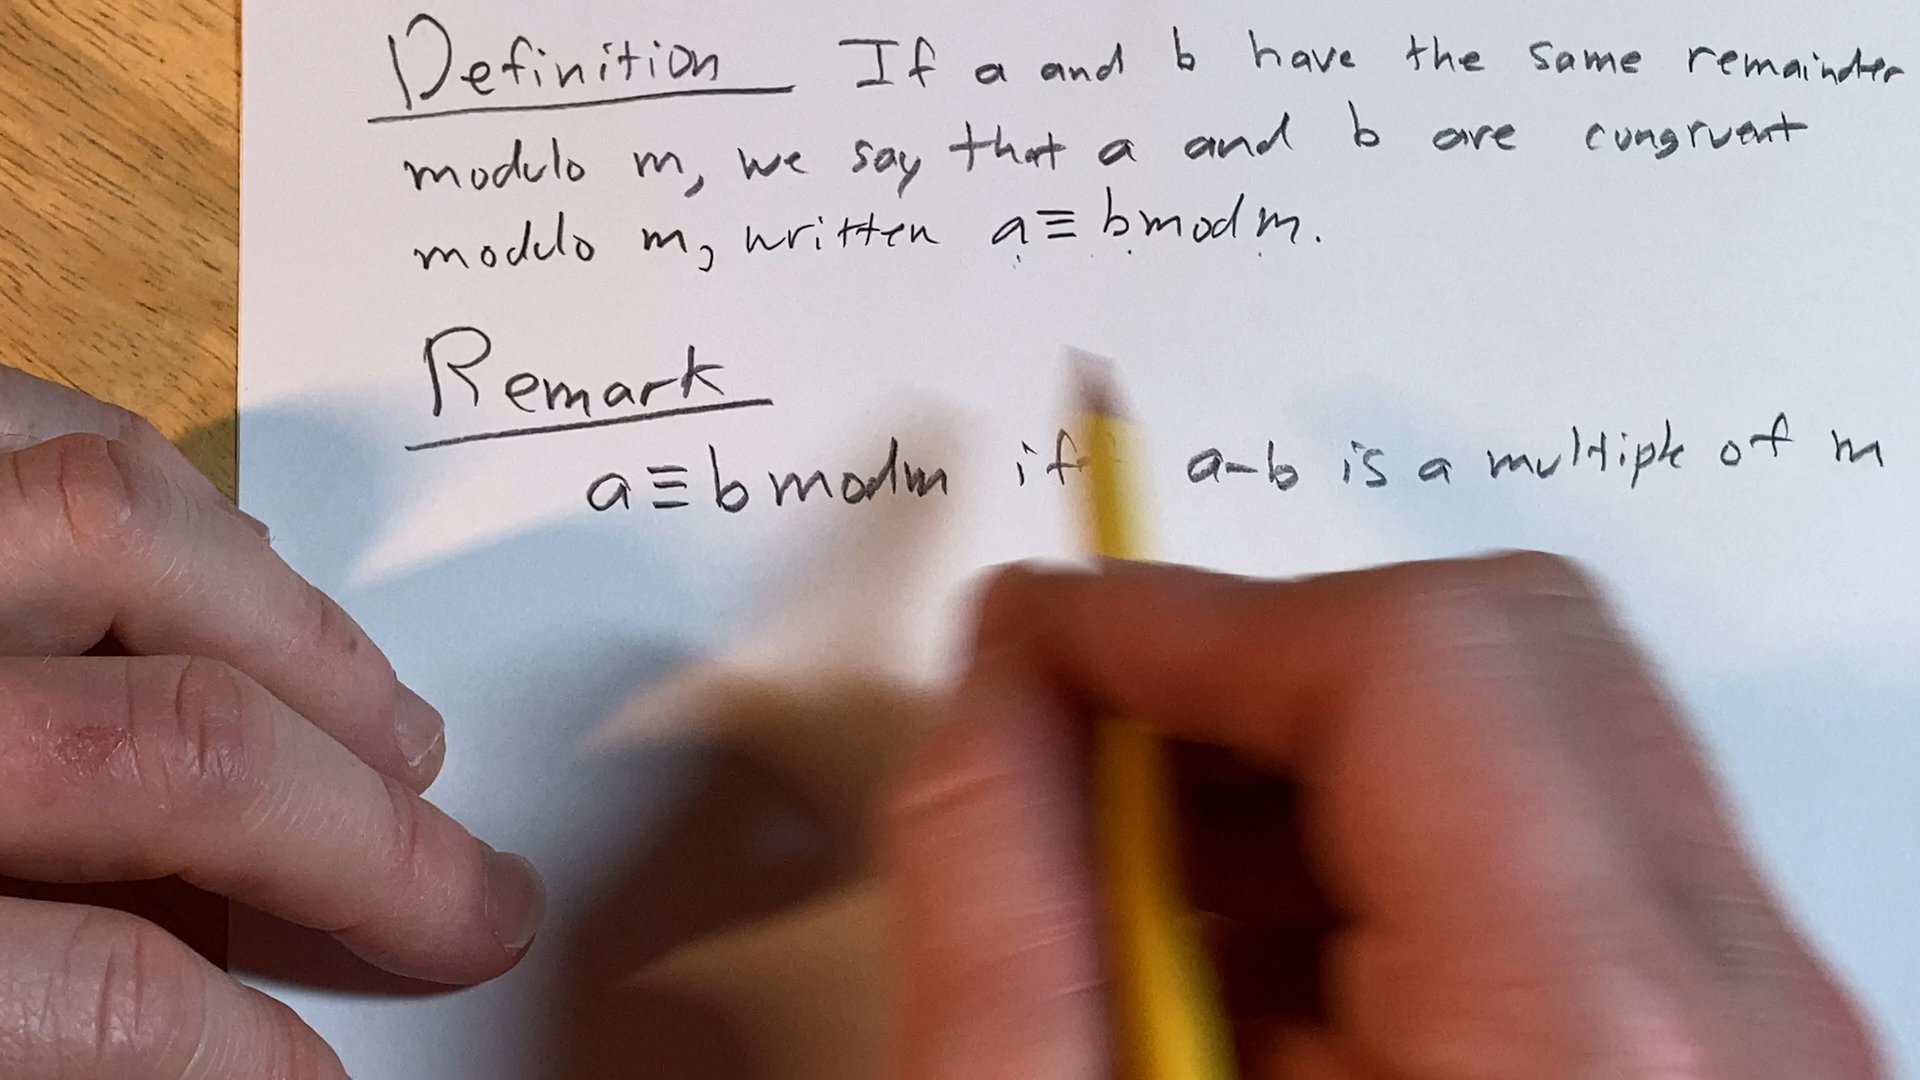 Definition If a and b have the same remainder
modulo m, we say that a and b are congruent
modulo m, written a ≡ b mod m.
Remark
a ≡ b mod m a-b is a multiple of m